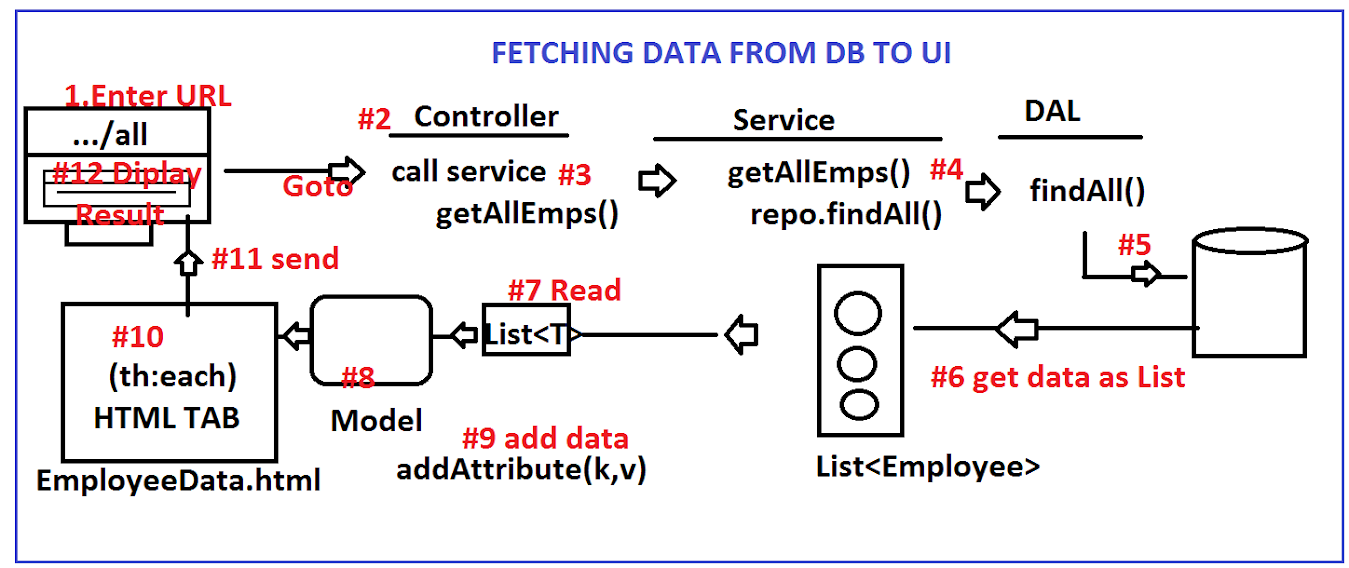 FETCHING DATA FROM DB TO UI
1.Enter URL
.../all
#12 Diplay
Result
Goto
#2
Controller
call service #3
getAllEmps()
Service
getAllEmps() #4
repo.findAll()
DAL
findAll()
#5
#6 get data as List
List<Employee>
#7 Read
List<T>
#8
Model
#9 add data
addAttribute(k,v)
#10
(th:each)
HTML TAB
EmployeeData.html
#11 send